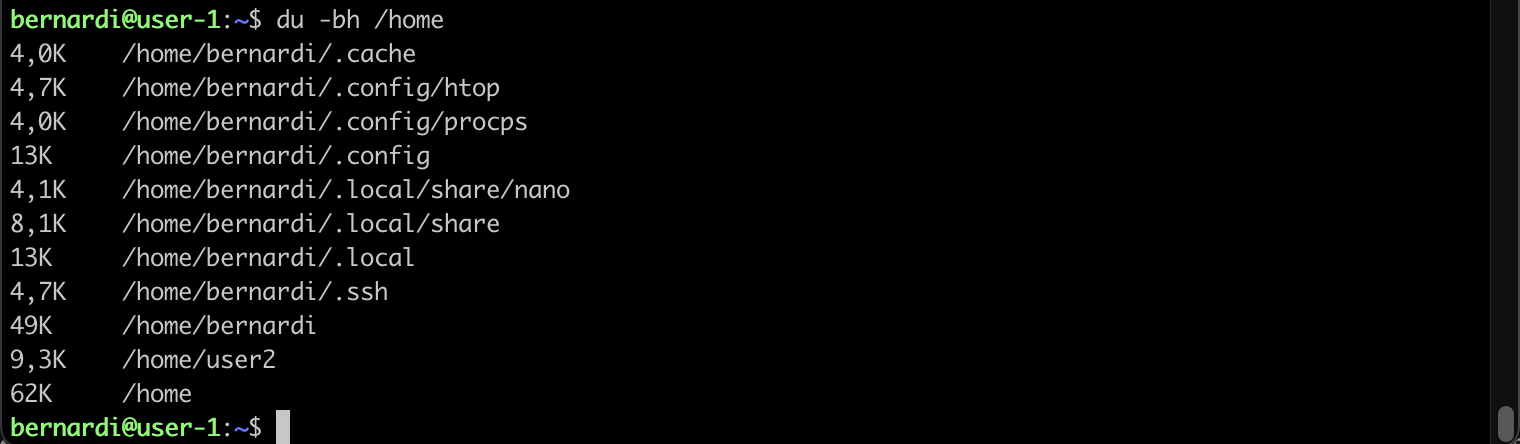 bernardi@user-1:~$ du -bh /home
4,0K    /home/bernardi/.cache
4,7K    /home/bernardi/.config/htop
4,0K    /home/bernardi/.config/procps
13K     /home/bernardi/.config
4,1K    /home/bernardi/.local/share/nano
8,1K    /home/bernardi/.local/share
13K     /home/bernardi/.local
4,7K    /home/bernardi/.ssh
49K     /home/bernardi
9,3K    /home/user2
62K     /home
bernardi@user-1:~$